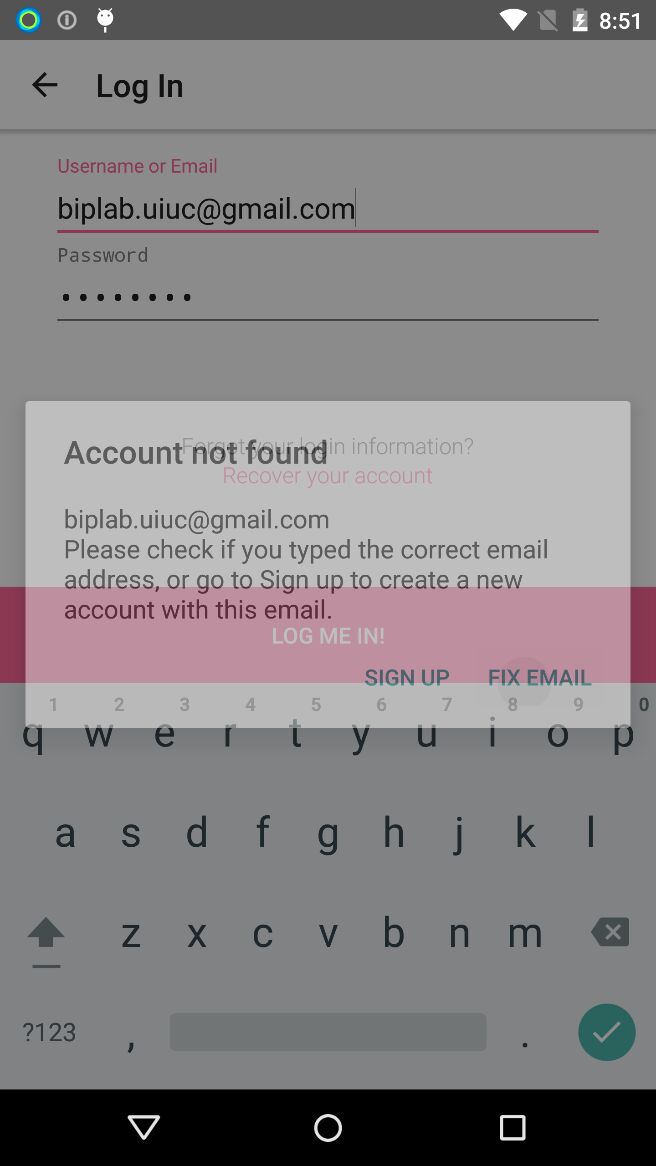 8:51
Log In
Username or Email
biplab.uiuc@gmail.com
Password
••••••••
Forgot your login information?
Account not found
Recover your account
biplab.uiuc@gmail.com
Please check if you typed the correct email
address, or go to Sign up to create a new
account with this email.
LOG ME IN!
SIGN UP FIX EMAIL
1 2 3 4 5 6 7 8 9 0
q w e r t y u i o p
a s d f g h j k l
z x c v b n m
?123 , .